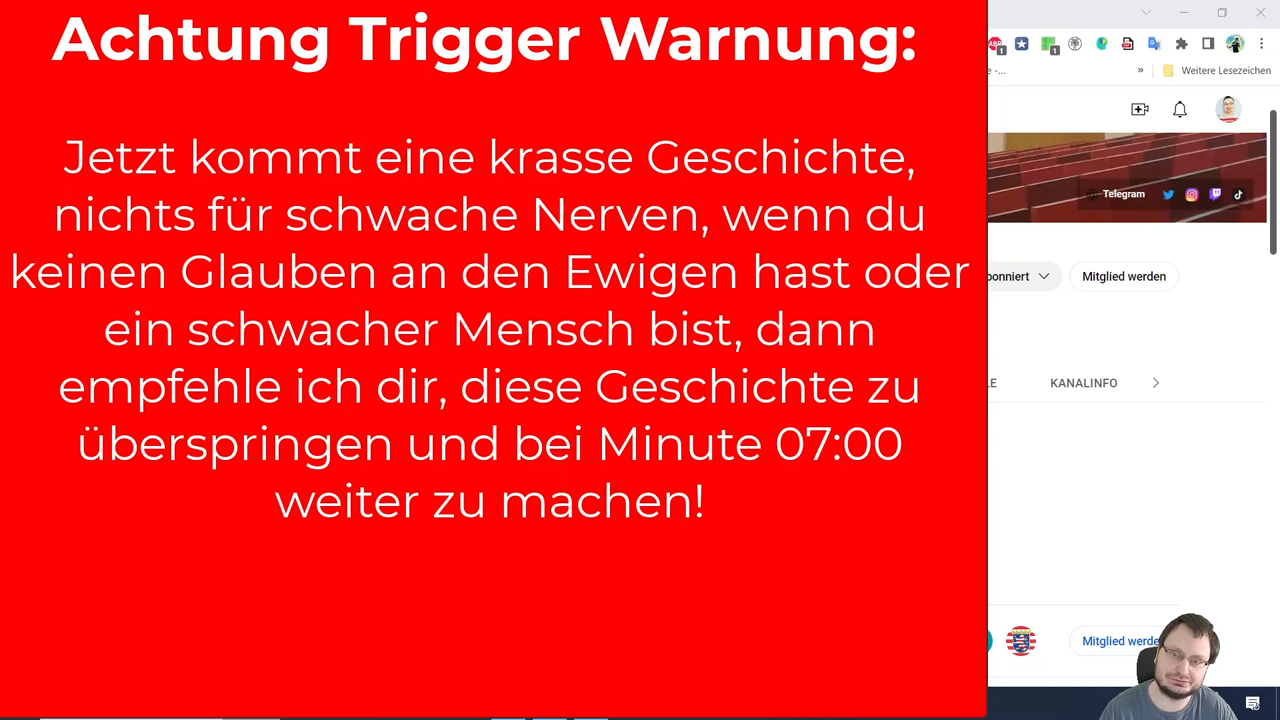 Achtung Trigger Warnung:
Jetzt kommt eine krasse Geschichte,
nichts für schwache Nerven, wenn du
keinen Glauben an den Ewigen hast oder
ein schwacher Mensch bist, dann
empfehle ich dir, diese Geschichte zu
überspringen und bei Minute 07:00
weiter zu machen!
» Weitere Lesezeichen
Telegram
Mitglied werden
KANALINFO
Mitglied werde